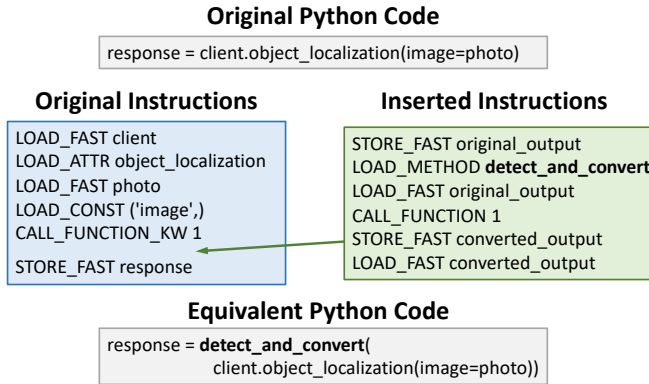 Original Python Code
response = client.object_localization(image=photo)
Original Instructions
LOAD_FAST client
LOAD_ATTR object_localization
LOAD_FAST photo
LOAD_CONST ('image',)
CALL_FUNCTION_KW 1
STORE_FAST response
Inserted Instructions
STORE_FAST original_output
LOAD_METHOD detect_and_convert
LOAD_FAST original_output
CALL_FUNCTION 1
STORE_FAST converted_output
LOAD_FAST converted_output
Equivalent Python Code
response = detect_and_convert(
client.object_localization(image=photo))